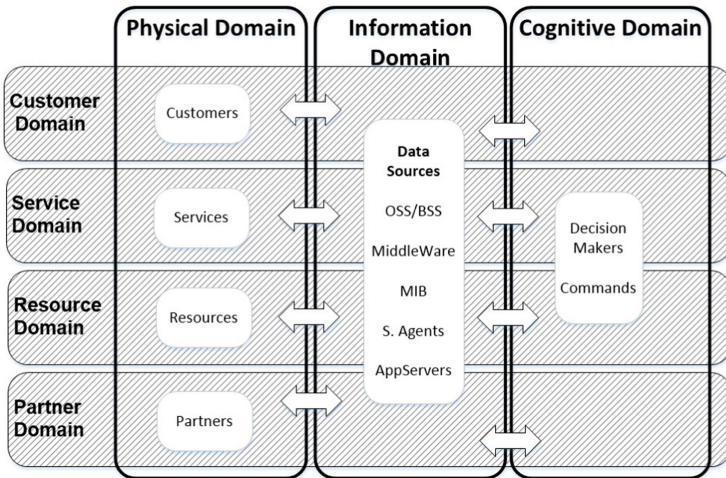 Physical Domain
Information
Domain
Cognitive Domain
Customer
Domain
Customers
Service
Domain
Services
Resource
Domain
Resources
Partner
Domain
Partners
Data
Sources
OSS/BSS
MiddleWare
MIB
S. Agents
AppServers
Decision
Makers
Commands